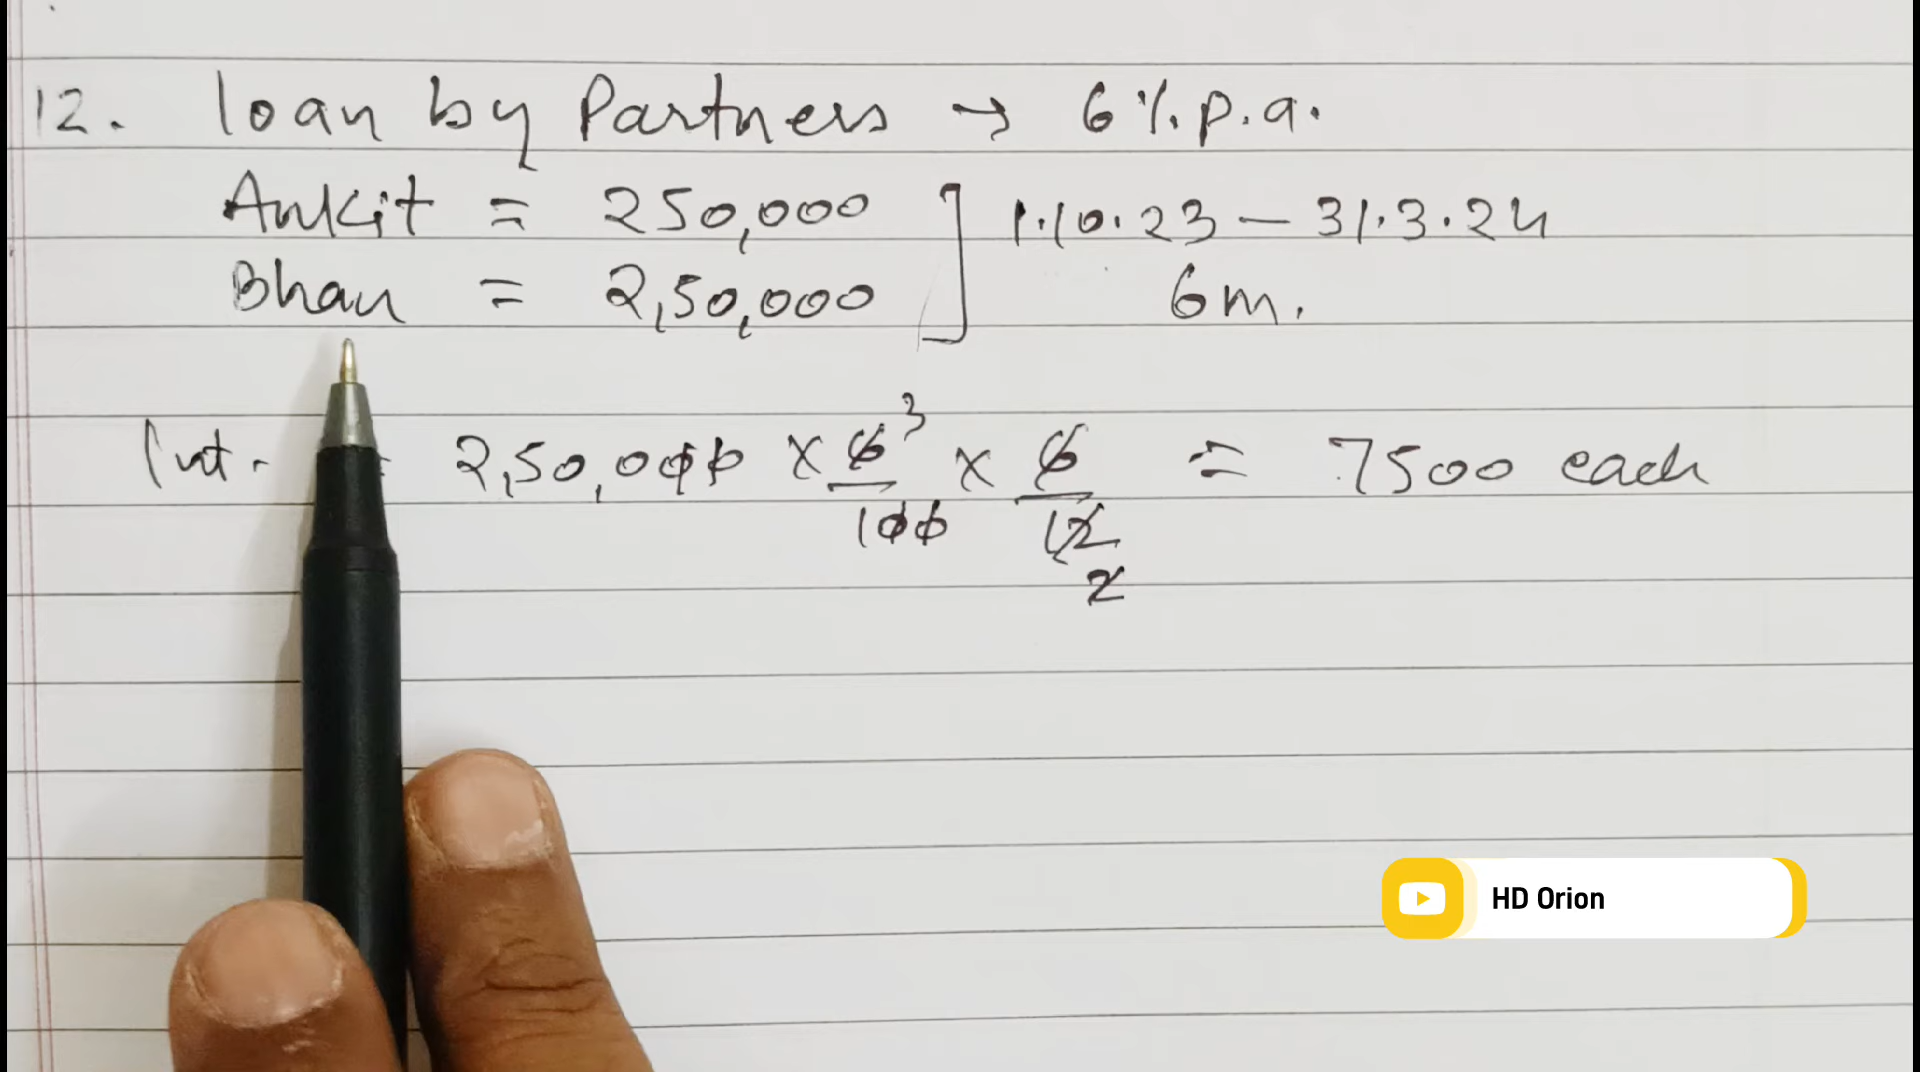 12. loan by Partners → 6%.p.a.
Ankit = 250,000 ] 1.10.23 – 31.3.24
Bhanu = 2,50,000 6m.
Int. = 2,50,000 × 6 3 × 6 = 7500 each
100 12
2
HD Orion